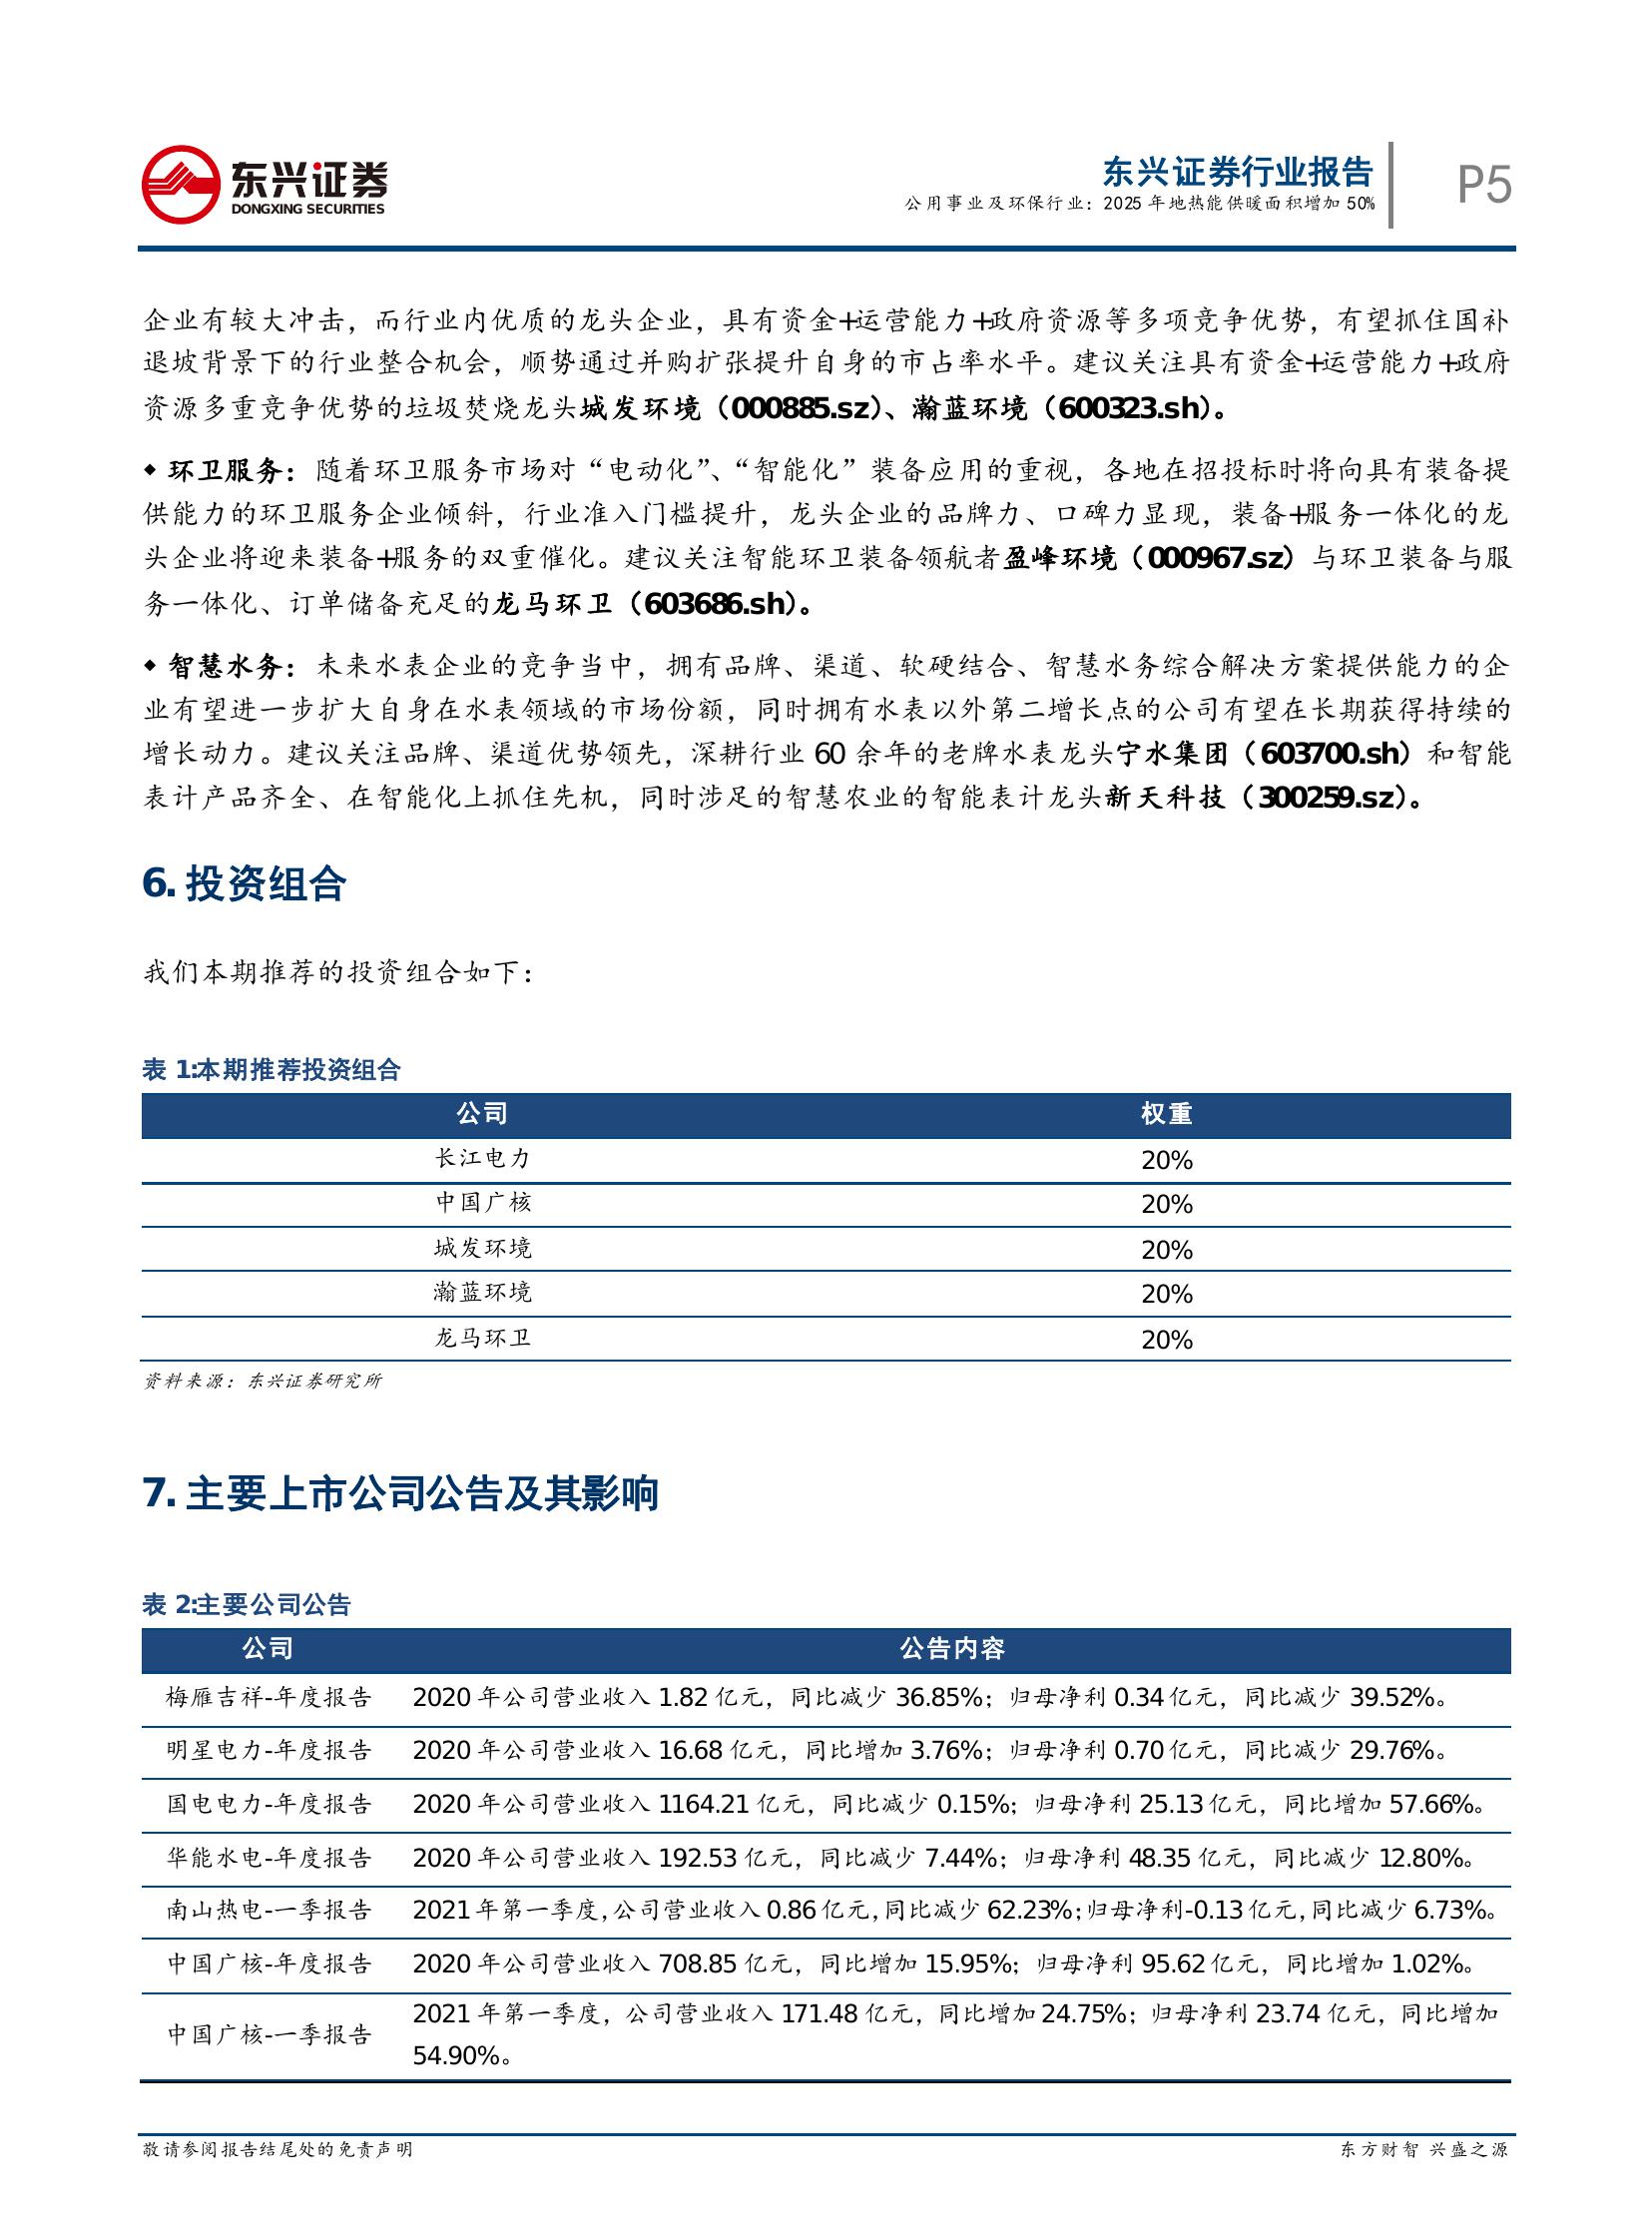 东兴证券
DONGXING SECURITIES
东兴证券行业报告
公用事业及环保行业：2025 年地热能供暖面积增加 50%
P5
企业有较大冲击，而行业内优质的龙头企业，具有资金+运营能力+政府资源等多项竞争优势，有望抓住国补
退坡背景下的行业整合机会，顺势通过并购扩张提升自身的市占率水平。建议关注具有资金+运营能力+政府
资源多重竞争优势的垃圾焚烧龙头城发环境（000885.sz）、瀚蓝环境（600323.sh）。
◆ 环卫服务：随着环卫服务市场对“电动化”、“智能化”装备应用的重视，各地在招投标时将向具有装备提
供能力的环卫服务企业倾斜，行业准入门槛提升，龙头企业的品牌力、口碑力显现，装备+服务一体化的龙
头企业将迎来装备+服务的双重催化。建议关注智能环卫装备领航者盈峰环境（000967.sz）与环卫装备与服
务一体化、订单储备充足的龙马环卫（603686.sh）。
◆ 智慧水务：未来水表企业的竞争当中，拥有品牌、渠道、软硬结合、智慧水务综合解决方案提供能力的企
业有望进一步扩大自身在水表领域的市场份额，同时拥有水表以外第二增长点的公司有望在长期获得持续的
增长动力。建议关注品牌、渠道优势领先，深耕行业 60 余年的老牌水表龙头宁水集团（603700.sh）和智能
表计产品齐全、在智能化上抓住先机，同时涉足的智慧农业的智能表计龙头新天科技（300259.sz）。
6. 投资组合
我们本期推荐的投资组合如下：
表 1:本期推荐投资组合
公司 权重
长江电力 20%
中国广核 20%
城发环境 20%
瀚蓝环境 20%
龙马环卫 20%
资料来源：东兴证券研究所
7. 主要上市公司公告及其影响
表 2:主要公司公告
公司 公告内容
梅雁吉祥-年度报告 2020 年公司营业收入 1.82 亿元，同比减少 36.85%；归母净利 0.34 亿元，同比减少 39.52%。
明星电力-年度报告 2020 年公司营业收入 16.68 亿元，同比增加 3.76%；归母净利 0.70 亿元，同比减少 29.76%。
国电电力-年度报告 2020 年公司营业收入 1164.21 亿元，同比减少 0.15%；归母净利 25.13 亿元，同比增加 57.66%。
华能水电-年度报告 2020 年公司营业收入 192.53 亿元，同比减少 7.44%；归母净利 48.35 亿元，同比减少 12.80%。
南山热电-一季报告 2021 年第一季度，公司营业收入 0.86 亿元，同比减少 62.23%；归母净利-0.13 亿元，同比减少 6.73%。
中国广核-年度报告 2020 年公司营业收入 708.85 亿元，同比增加 15.95%；归母净利 95.62 亿元，同比增加 1.02%。
中国广核-一季报告 2021 年第一季度，公司营业收入 171.48 亿元，同比增加 24.75%；归母净利 23.74 亿元，同比增加
54.90%。
敬请参阅报告结尾处的免责声明
东方财智 兴盛之源